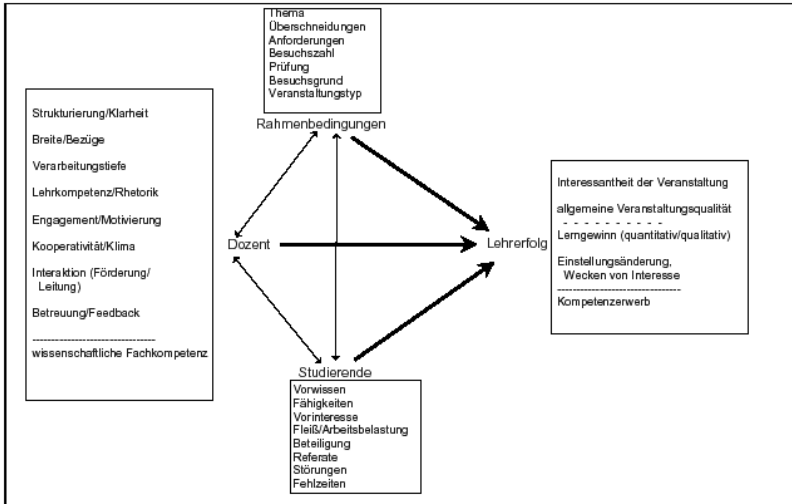 Thema
Überschneidungen
Anforderungen
Besuchszahl
Prüfung
Besuchsgrund
Veranstaltungstyp
Rahmenbedingungen
Strukturierung/Klarheit
Breite/Bezüge
Verarbeitungstiefe
Lehrkompetenz/Rhetorik
Engagement/Motivierung
Kooperativität/Klima
Interaktion (Förderung/
Leitung)
Betreuung/Feedback
wissenschaftliche Fachkompetenz
Dozent
Lehrerfolg
Interessantheit der Veranstaltung
allgemeine Veranstaltungsqualität
Lerngewinn (quantitativ/qualitativ)
Einstellungsänderung,
Wecken von Interesse
Kompetenzerwerb
Studierende
Vorwissen
Fähigkeiten
Vorinteresse
Fleiß/Arbeitsbelastung
Beteiligung
Referate
Störungen
Fehlzeiten